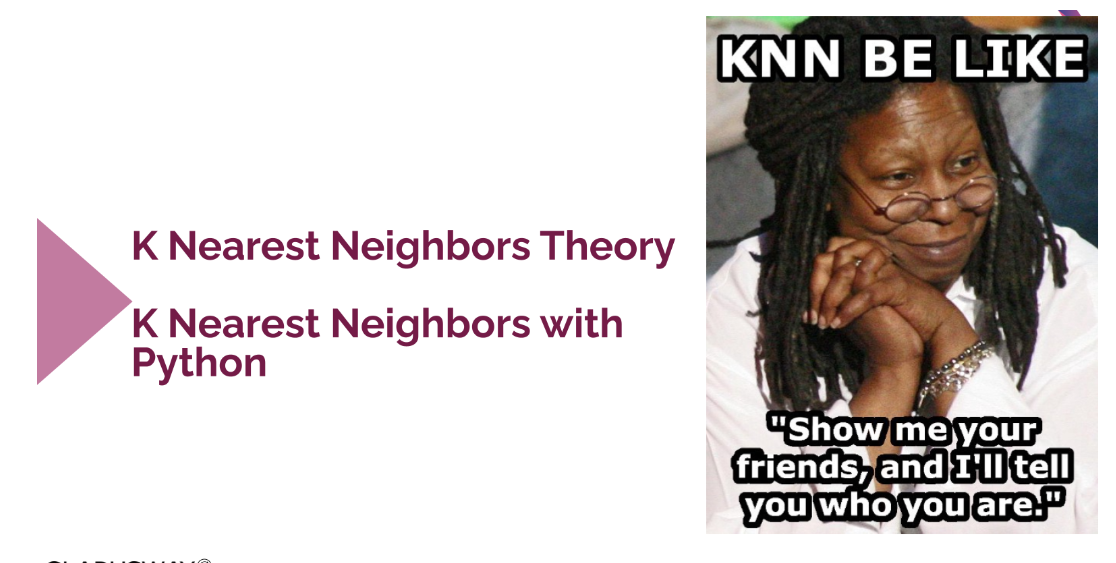 K Nearest Neighbors Theory
K Nearest Neighbors with
Python
KNN BE LIKE
"Show me your
friends, and I'll tell
you who you are."